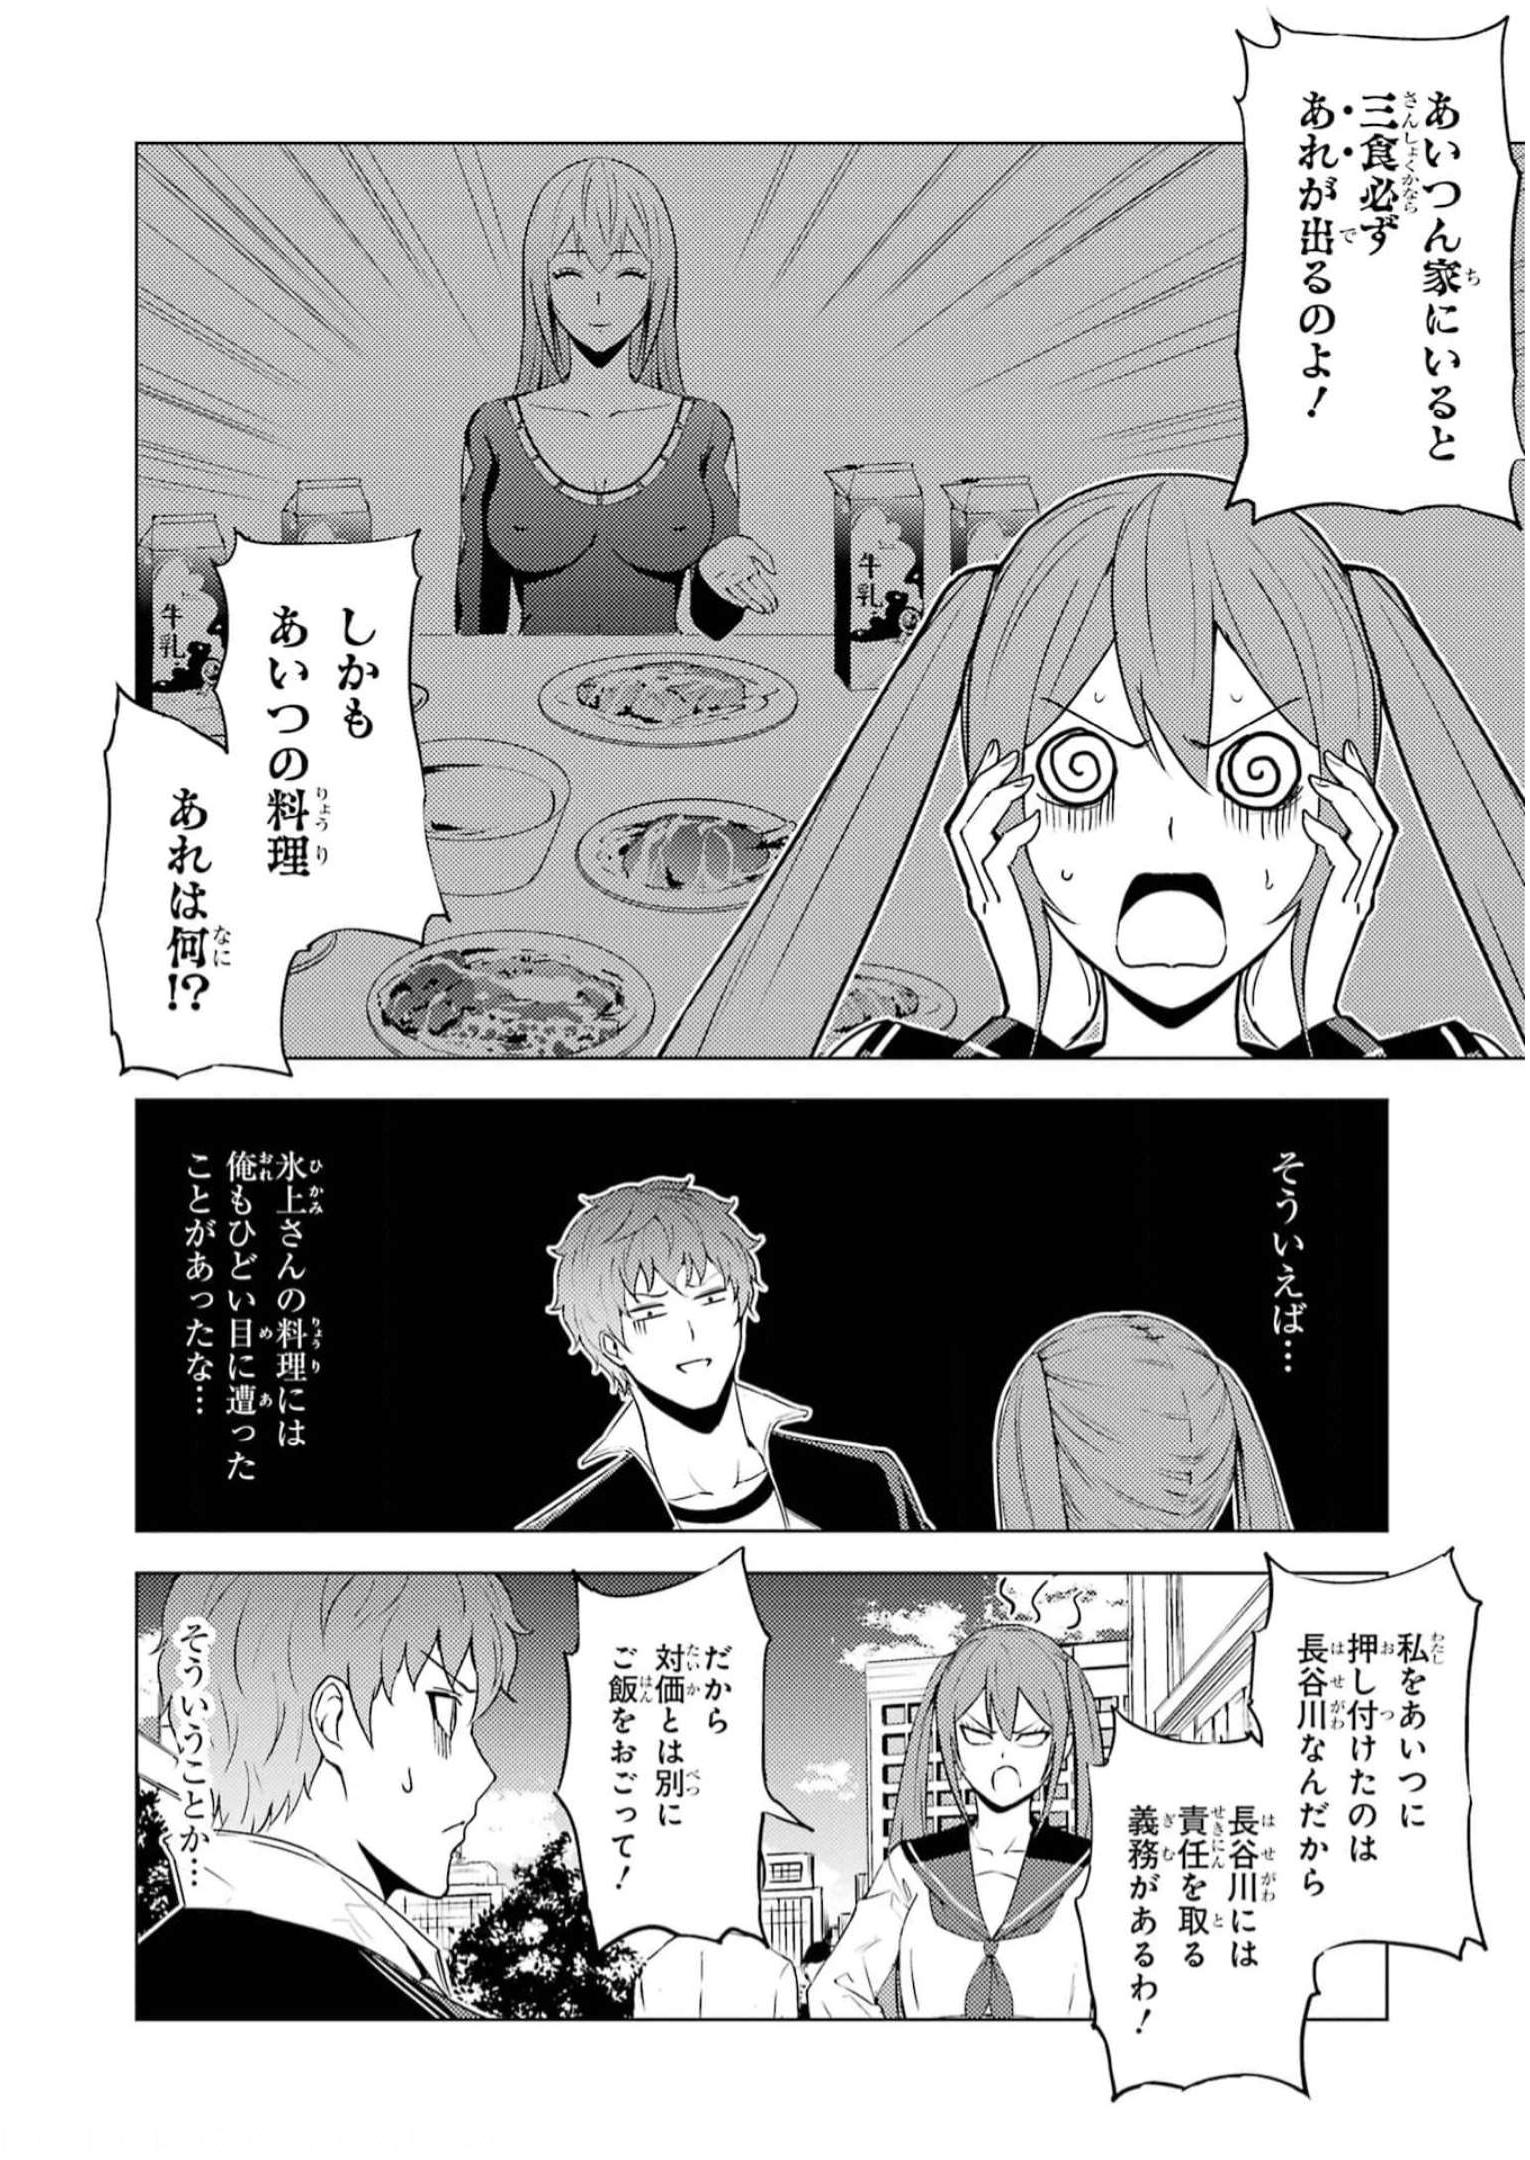 あいつん家にいると
三食必ず
あれが出るのよ！
牛乳
牛乳
しかも
あいつの料理
あれは何!?
そういえば…
氷上さんの料理には
俺もひどい目に遭った
ことがあったな…
私をあいつに
押し付けたのは
長谷川なんだから
長谷川には
責任を取る
義務があるわ！
だから
対価とは別に
ご飯をおごって！
そういうことか…